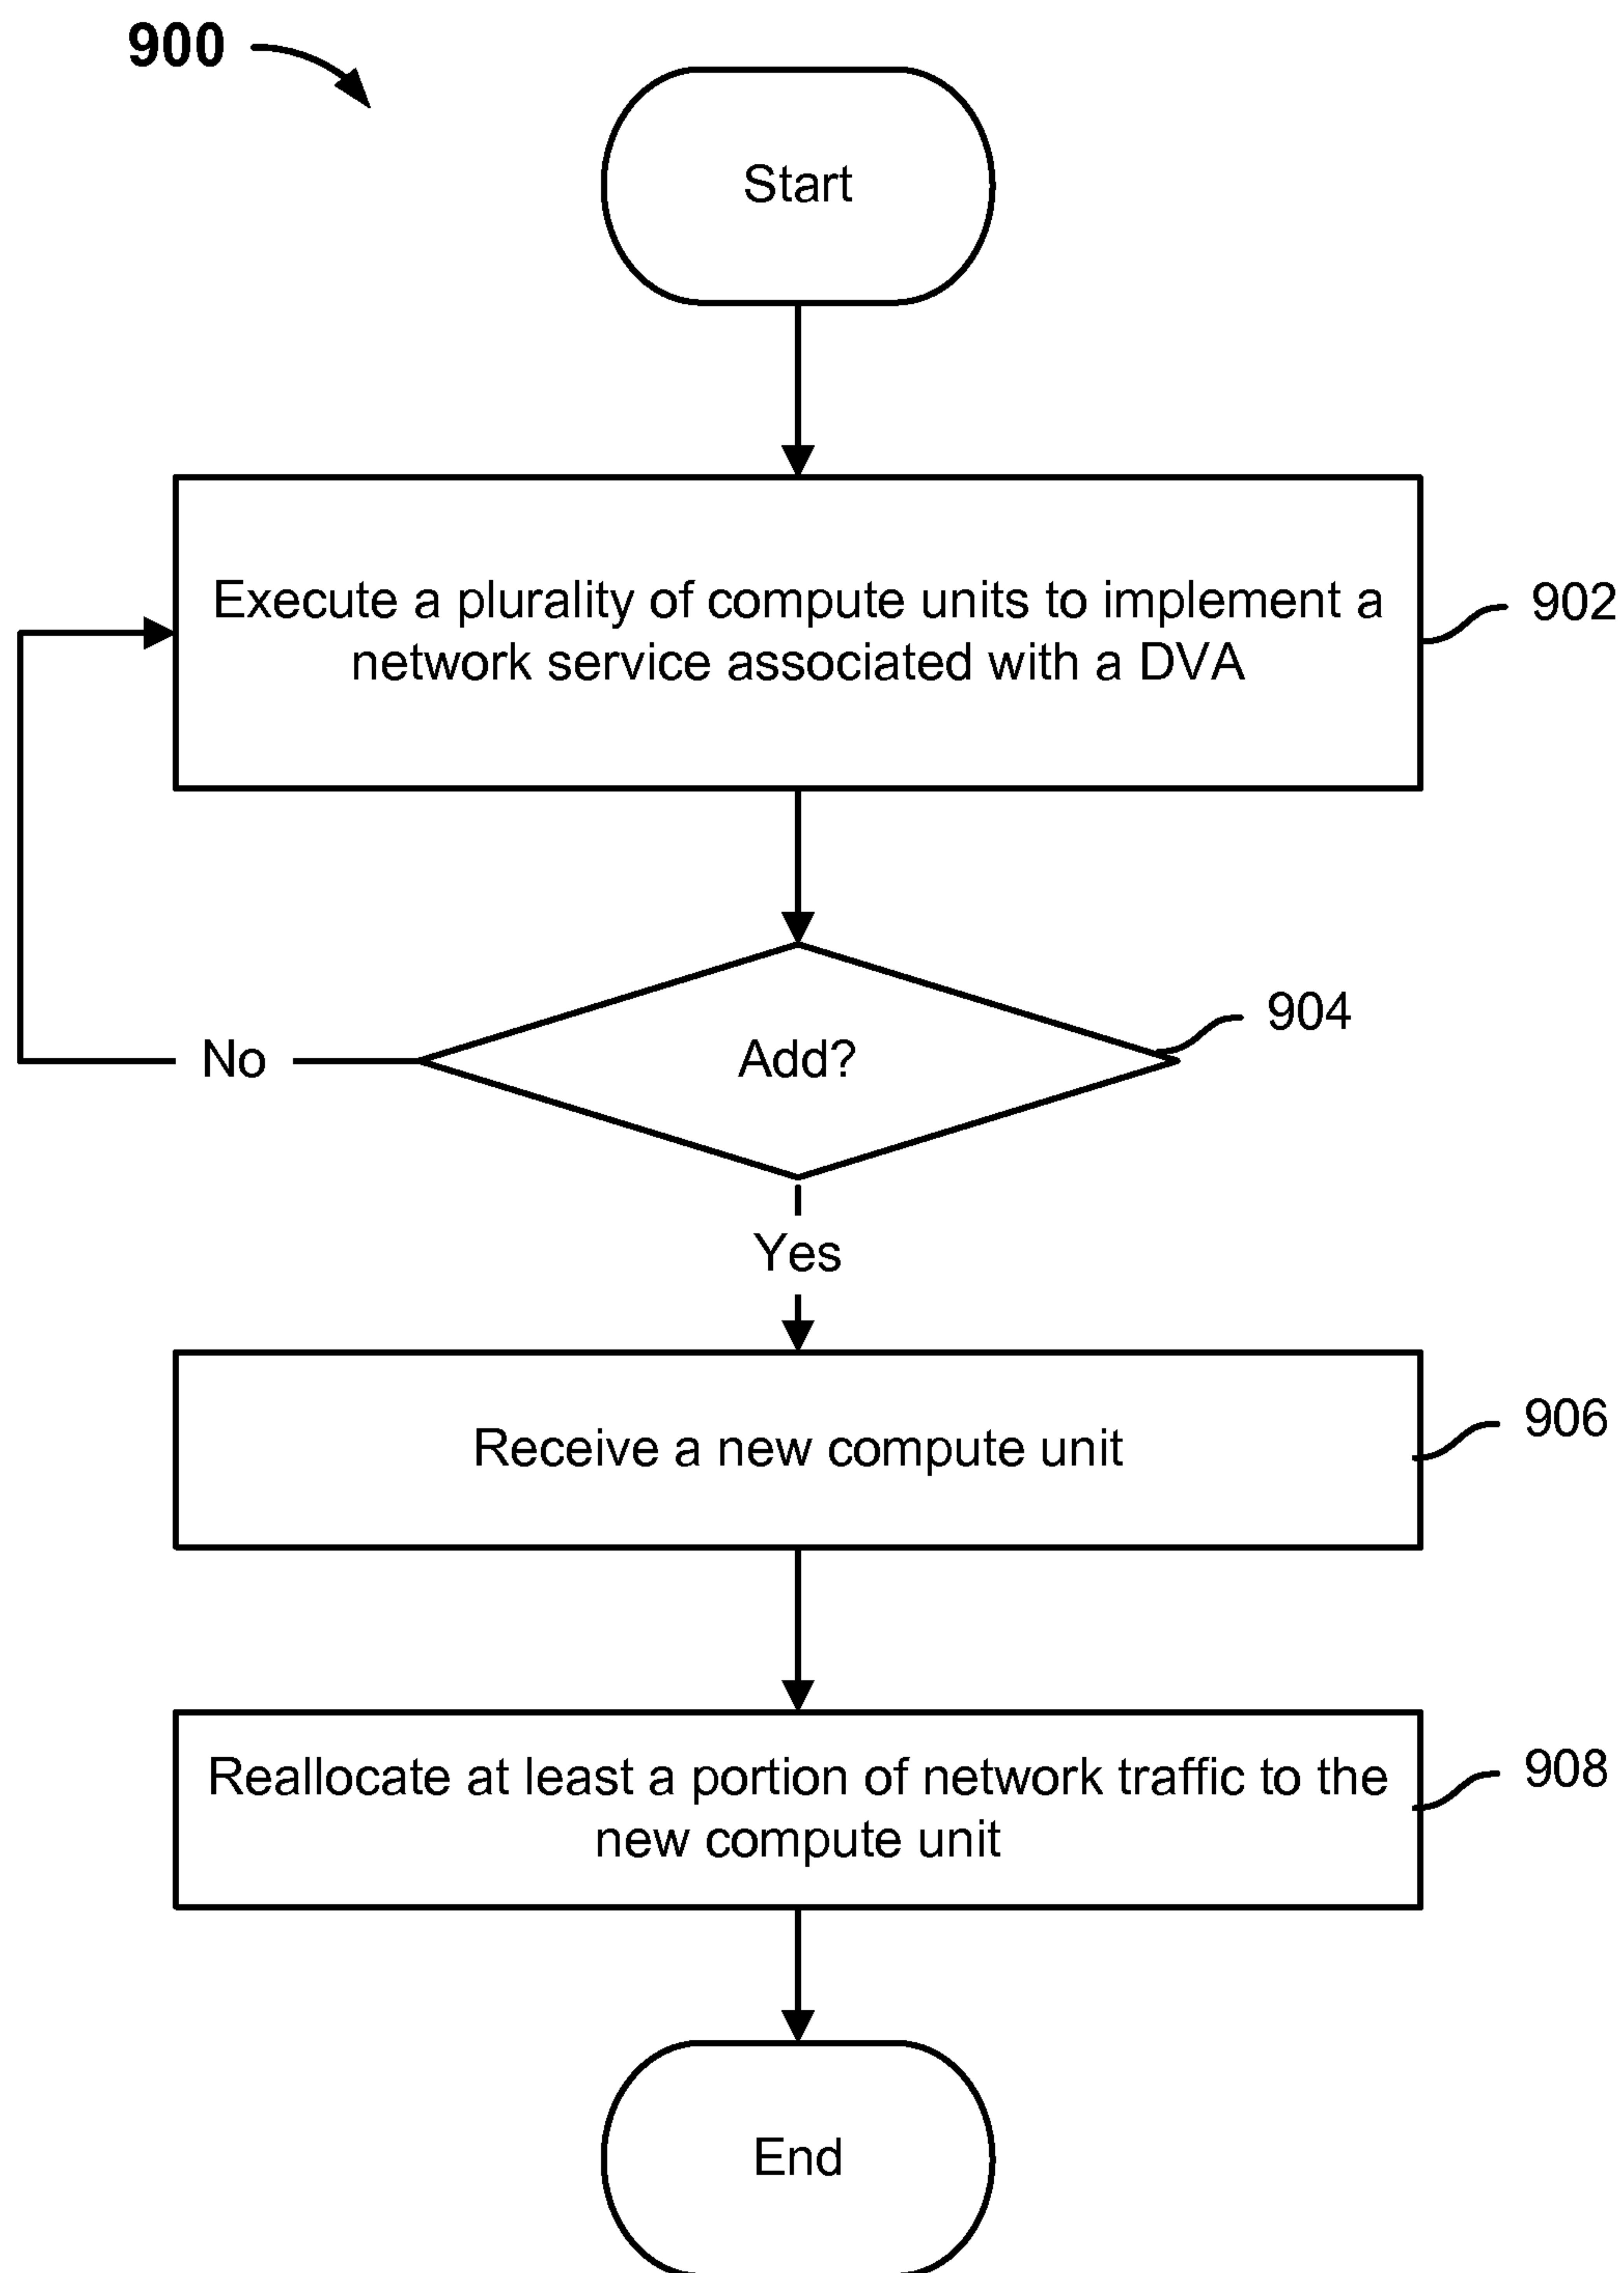 900
Start
Execute a plurality of compute units to implement a
network service associated with a DVA
902
Add?
904
No
Yes
Receive a new compute unit
906
Reallocate at least a portion of network traffic to the
new compute unit
908
End